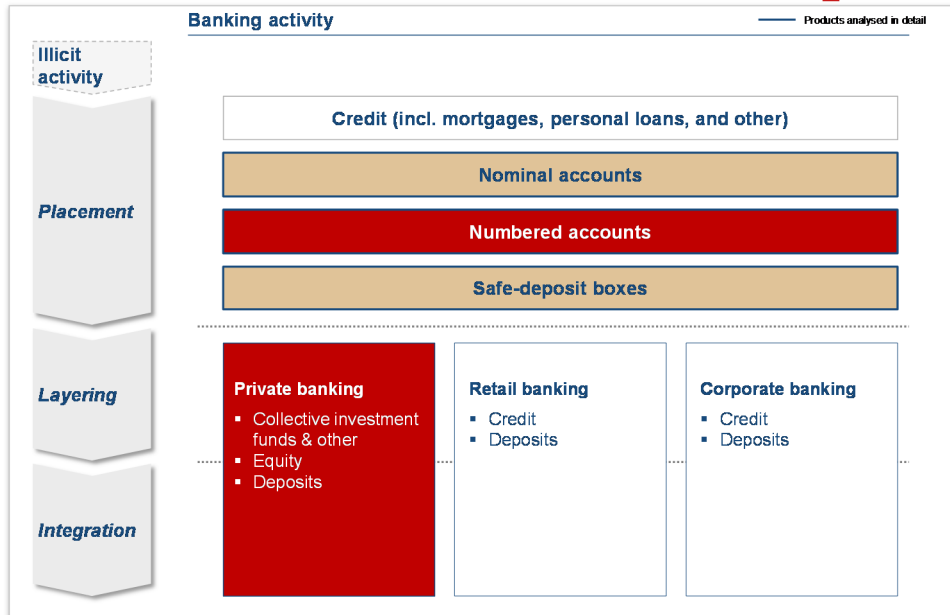 Banking activity
Products analysed in detail
Illicit
activity
Credit (incl. mortgages, personal loans, and other)
Nominal accounts
Placement
Numbered accounts
Safe-deposit boxes
Layering
Private banking
▪ Collective investment
funds & other
▪ Equity
▪ Deposits
Retail banking
▪ Credit
▪ Deposits
Corporate banking
▪ Credit
▪ Deposits
Integration